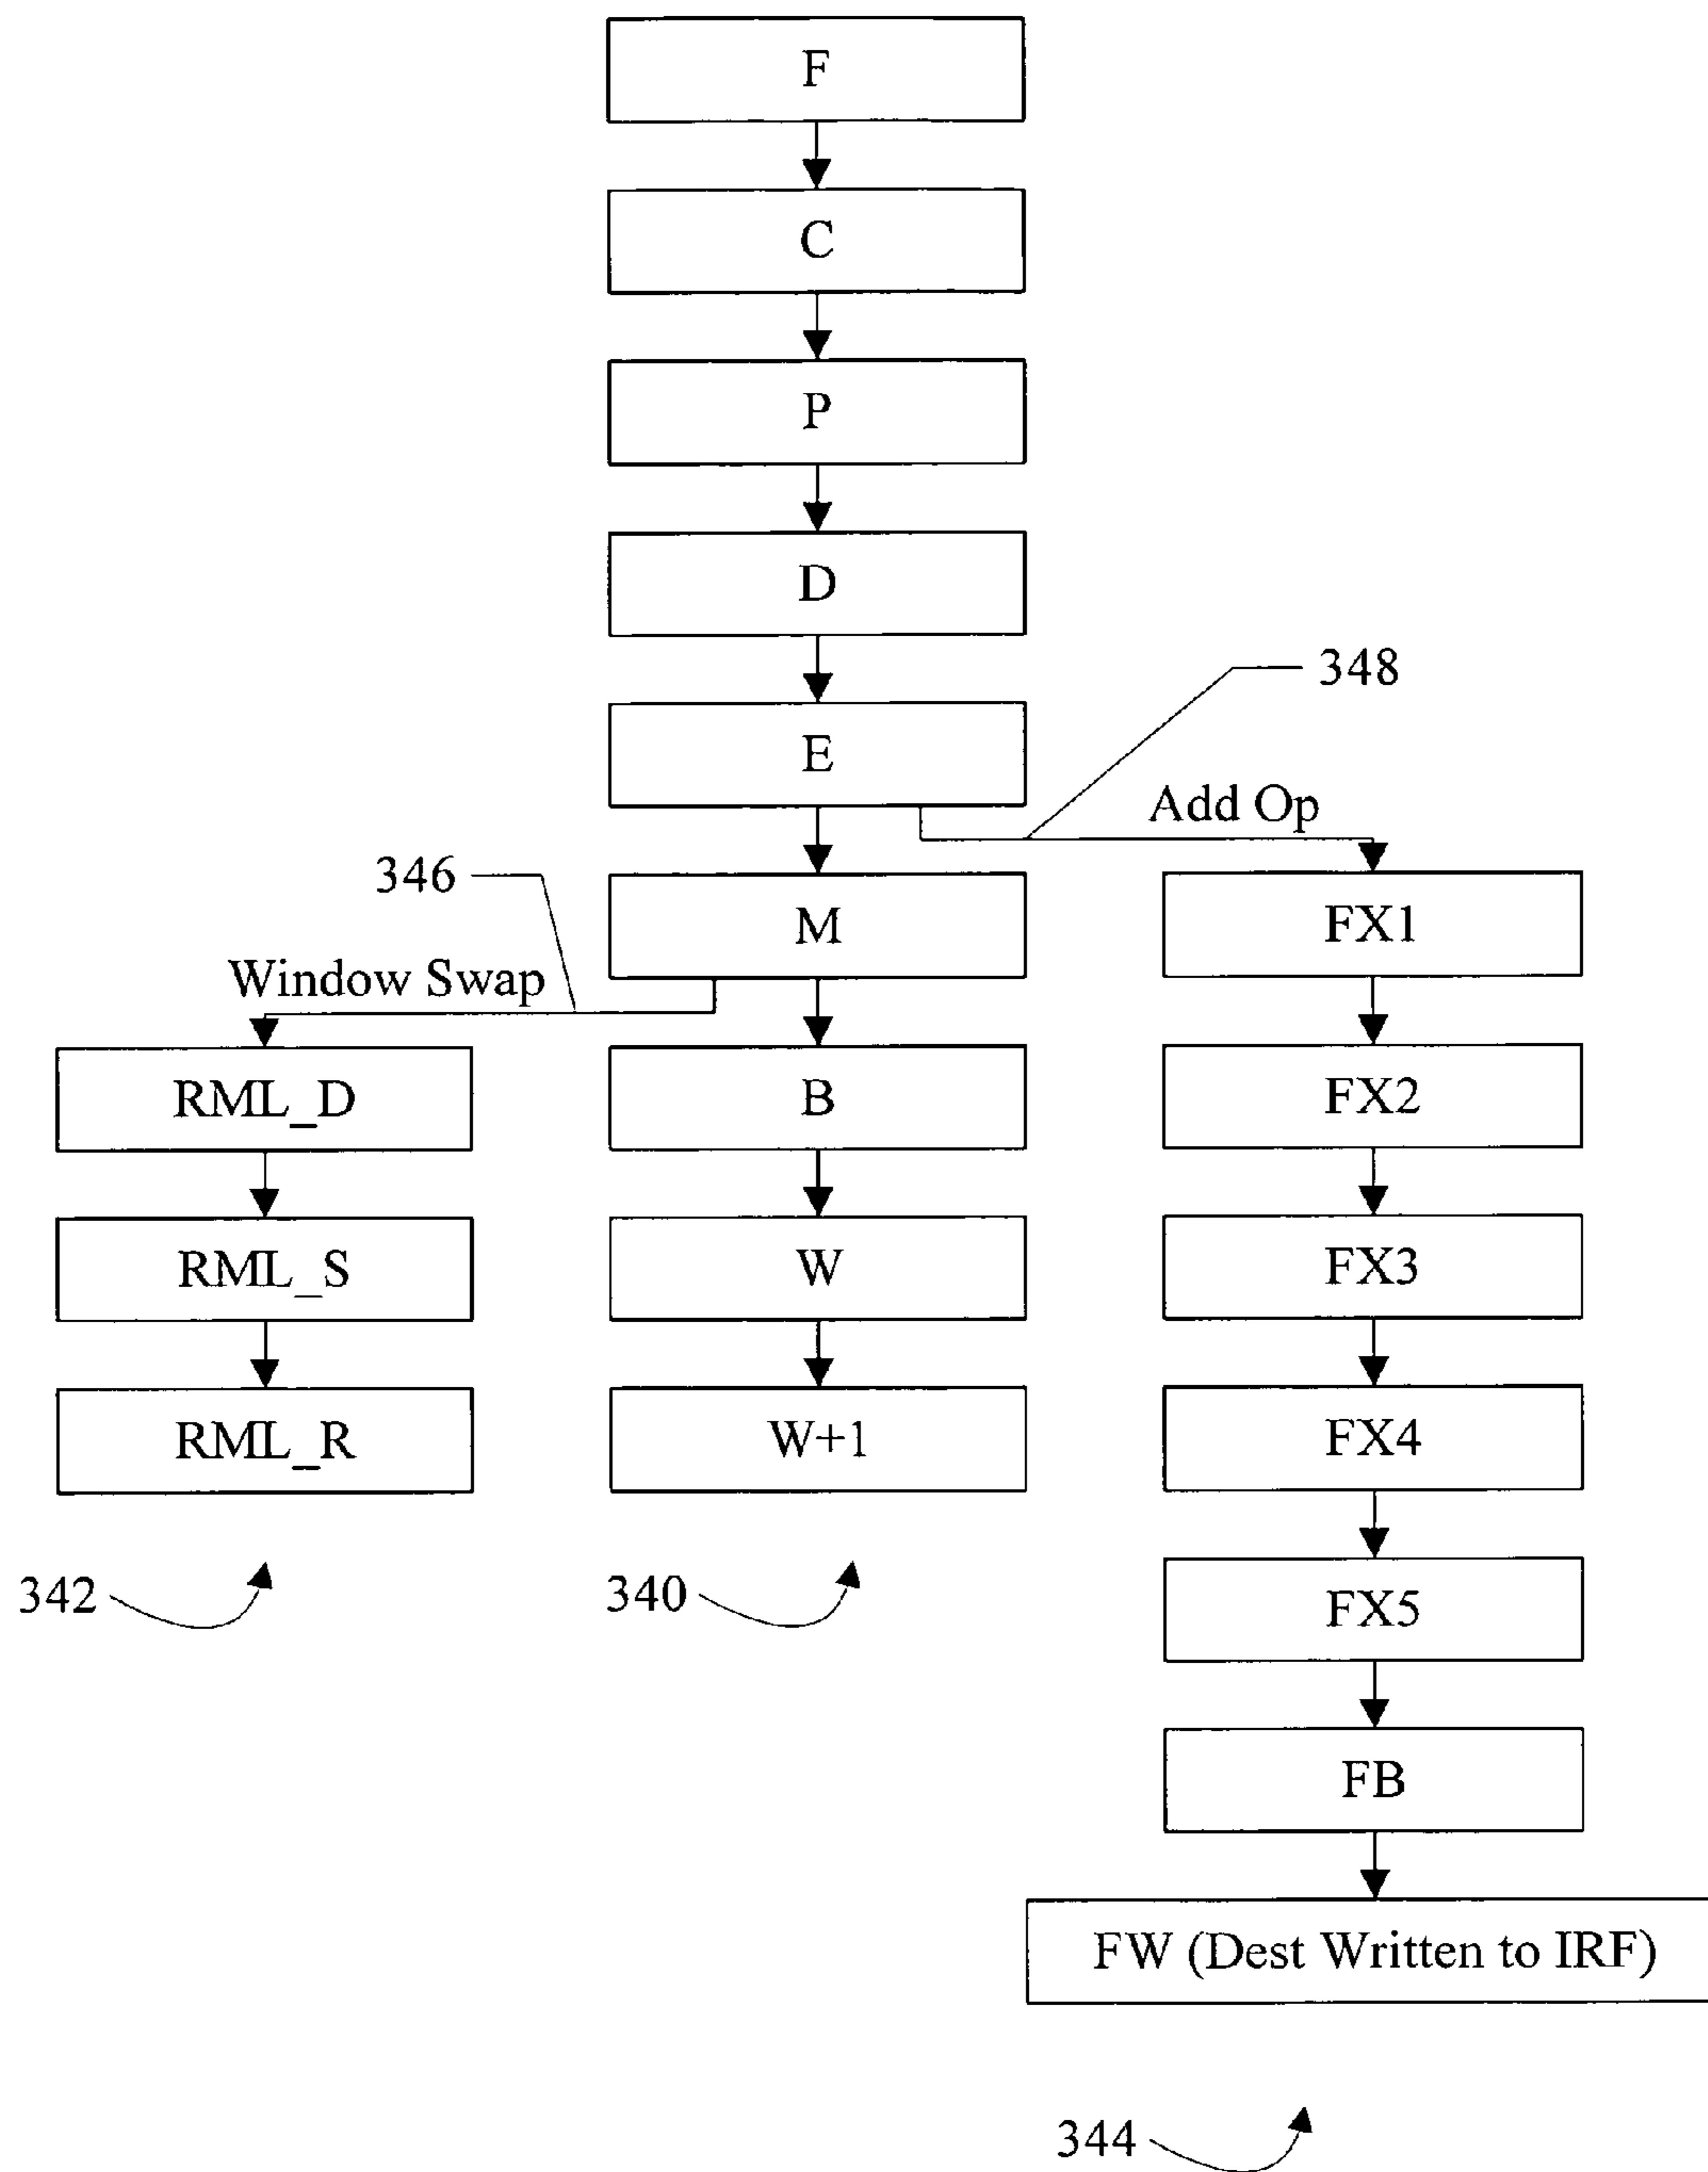 F
C
P
D
348
E
Add Op
346
M
FX1
Window Swap
RML_D
B
FX2
RML_S
W
FX3
RML_R
W+1
FX4
342
340
FX5
FB
FW (Dest Written to IRF)
344